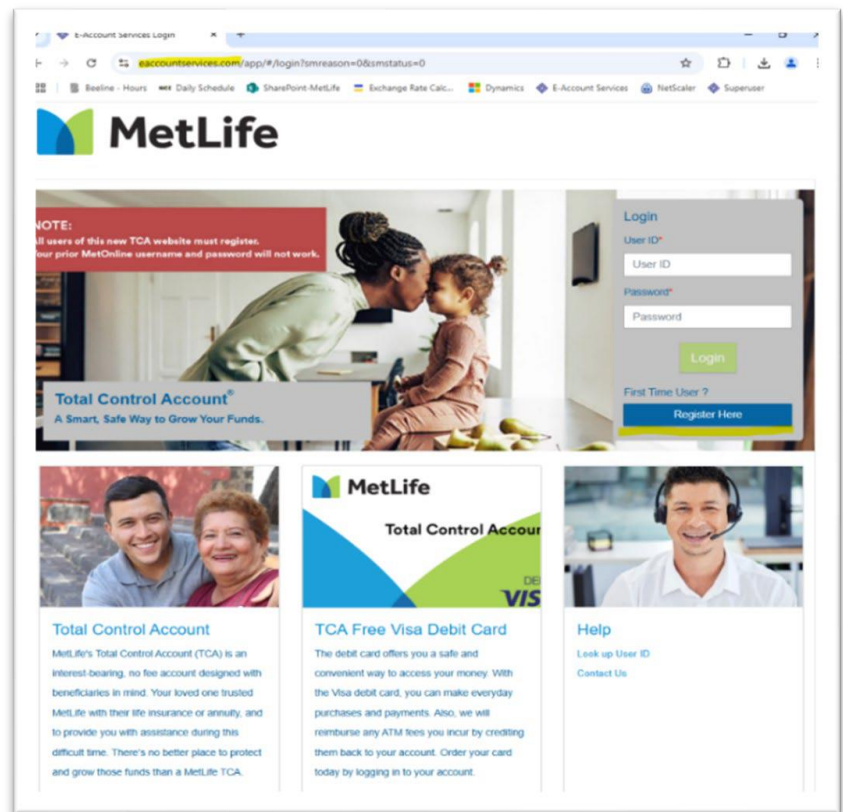 E-Account Services Login
eaccountservices.com/app/#/login?smreason=0&smstatus=0
Beeline - Hours Daily Schedule SharePoint-MetLife Exchange Rate Calc... Dynamics E-Account Services NetScaler Superuser
MetLife
NOTE:
All users of this new TCA website must register.
Your prior MetOnline username and password will not work.
Total Control Account®
A Smart, Safe Way to Grow Your Funds.
Login
User ID*
User ID
Password*
Password
Login
First Time User ?
Register Here
MetLife
Total Control Accour
DE
VIS
Total Control Account
MetLife's Total Control Account (TCA) is an
interest-bearing, no fee account designed with
beneficiaries in mind. Your loved one trusted
MetLife with their life insurance or annuity, and
to provide you with assistance during this
difficult time. There's no better place to protect
and grow those funds than a MetLife TCA.
TCA Free Visa Debit Card
The debit card offers you a safe and
convenient way to access your money. With
the Visa debit card, you can make everyday
purchases and payments. Also, we will
reimburse any ATM fees you incur by crediting
them back to your account. Order your card
today by logging in to your account.
Help
Look up User ID
Contact Us